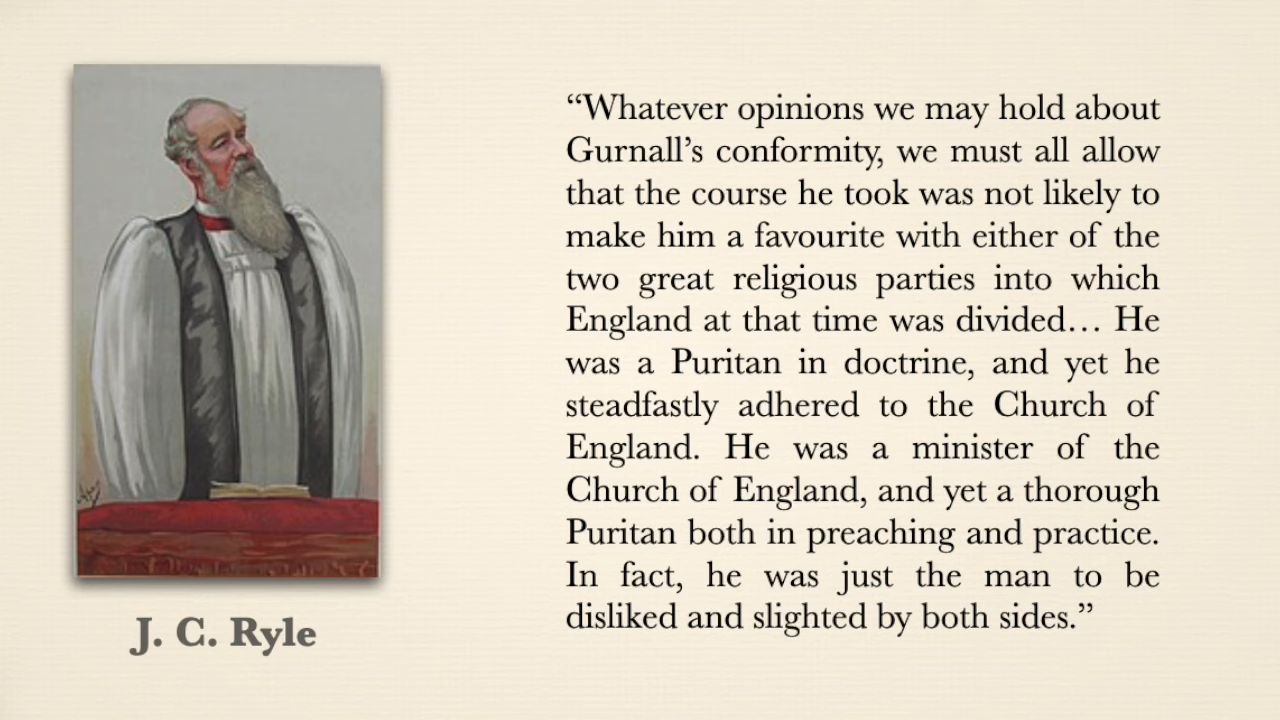 “Whatever opinions we may hold about
Gurnall’s conformity, we must all allow
that the course he took was not likely to
make him a favourite with either of the
two great religious parties into which
England at that time was divided… He
was a Puritan in doctrine, and yet he
steadfastly adhered to the Church of
England. He was a minister of the
Church of England, and yet a thorough
Puritan both in preaching and practice.
In fact, he was just the man to be
disliked and slighted by both sides.”
J. C. Ryle